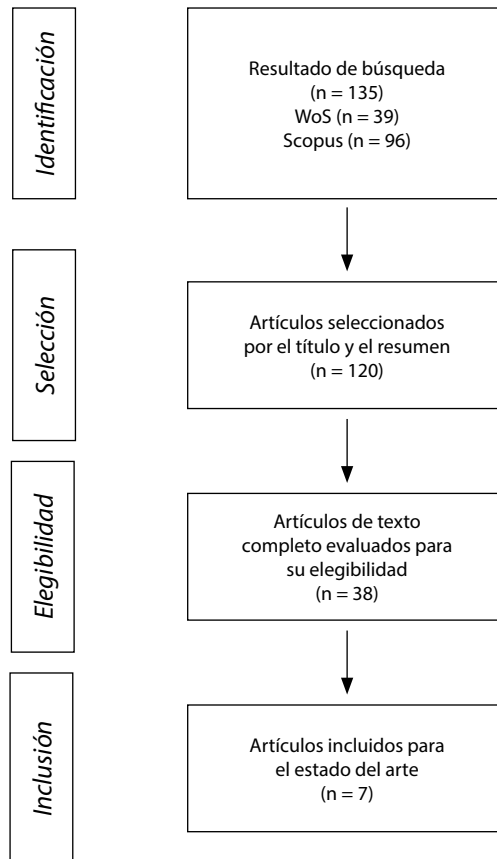 Identificación
Resultado de búsqueda
(n = 135)
WoS (n = 39)
Scopus (n = 96)
Selección
Artículos seleccionados
por el título y el resumen
(n = 120)
Elegibilidad
Artículos de texto
completo evaluados para
su elegibilidad
(n = 38)
Inclusión
Artículos incluidos para
el estado del arte
(n = 7)